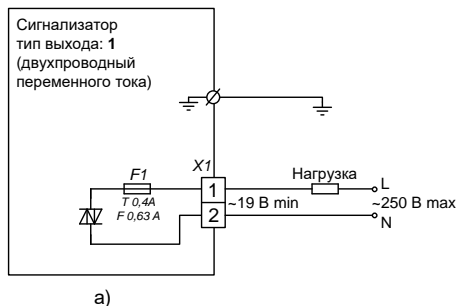 Сигнализатор
тип выхода: 1
(двухпроводный
переменного тока)
F1
X1
T 0,4A
F 0,63 A
1
2
Нагрузка
L
~19 В min
~250 В max
N
а)